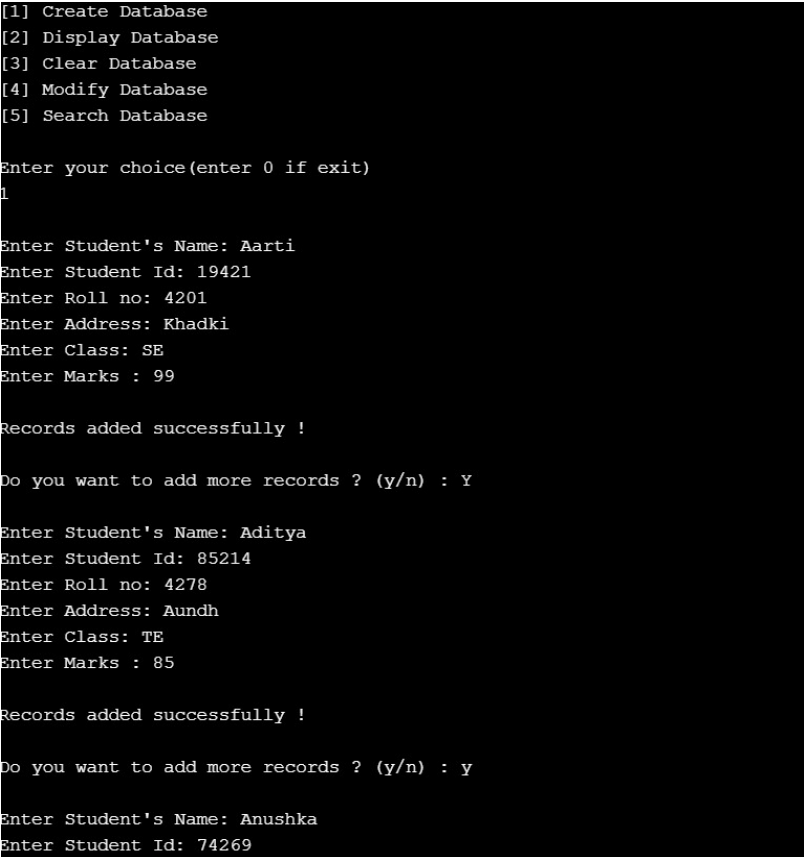 [1] Create Database
[2] Display Database
[3] Clear Database
[4] Modify Database
[5] Search Database
Enter your choice(enter 0 if exit)
1
Enter Student's Name: Aarti
Enter Student Id: 19421
Enter Roll no: 4201
Enter Address: Khadki
Enter Class: SE
Enter Marks : 99
Records added successfully !
Do you want to add more records ? (y/n) : Y
Enter Student's Name: Aditya
Enter Student Id: 85214
Enter Roll no: 4278
Enter Address: Aundh
Enter Class: TE
Enter Marks : 85
Records added successfully !
Do you want to add more records ? (y/n) : y
Enter Student's Name: Anushka
Enter Student Id: 74269